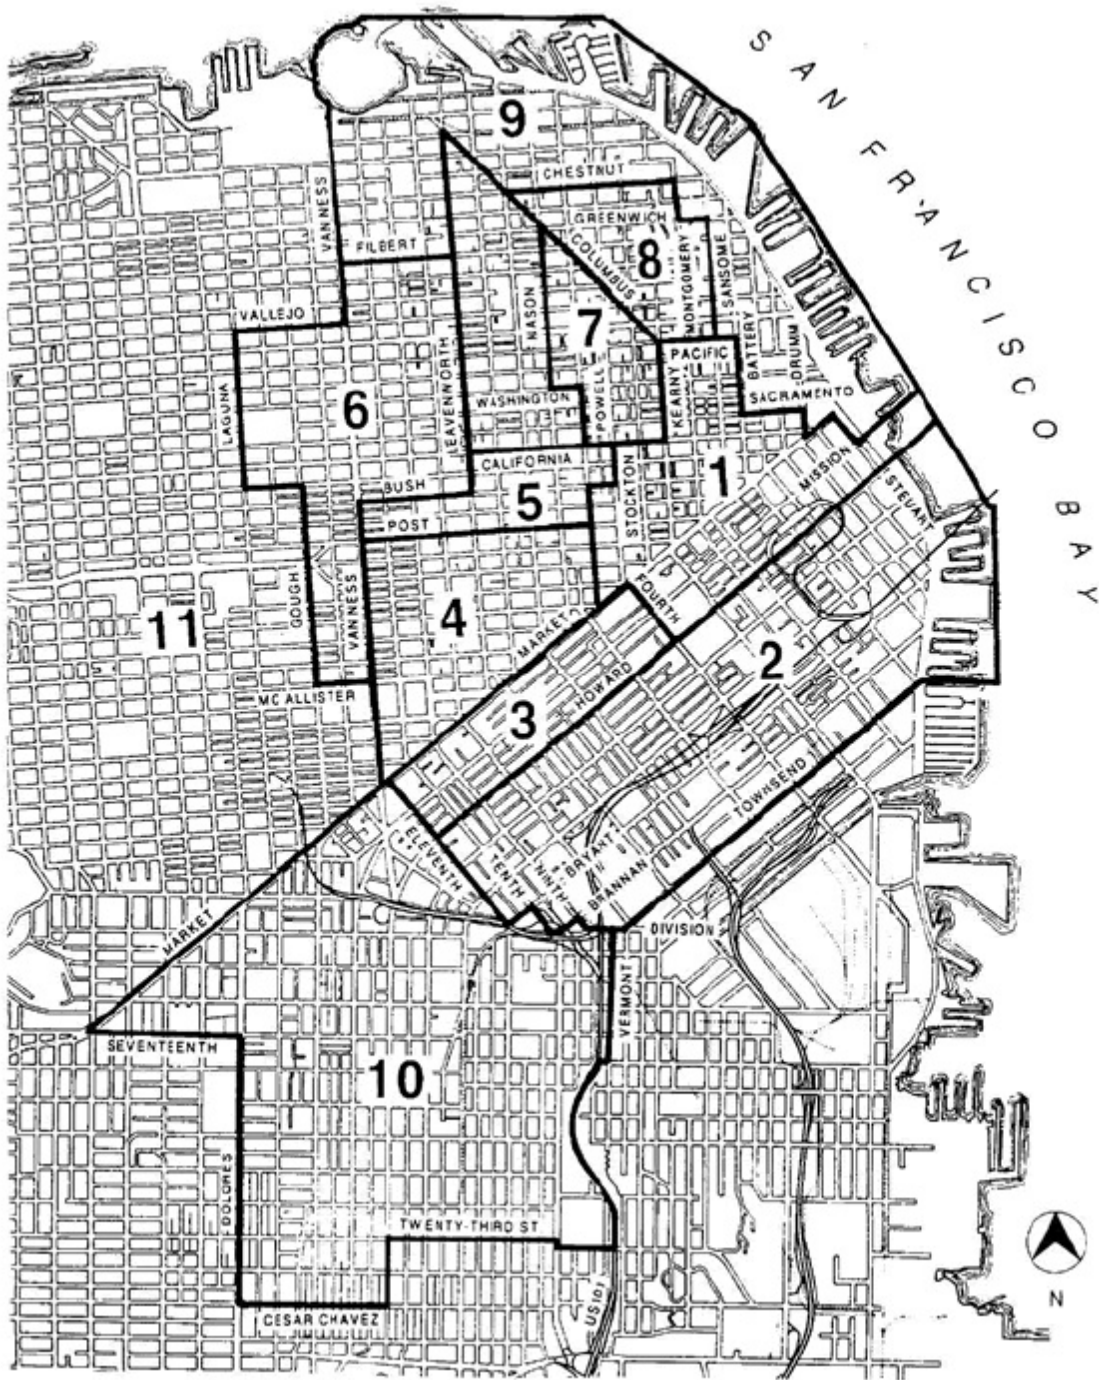 SAN FRANCISCO BAY
9
CHESTNUT
VANNESS
GREENWICH
FILBERT
COLUMBUS
8
MONTGOMERY
SANSOME
VALLEJO
NASON
7
BATTERY
DRUMM
PACIFIC
LEAVENWORTH
POWELL
KEARNY
SACRAMENTO
LAGUNA
6
WASHINGTON
CALIFORNIA
1
MISSION
BUSH
5
STOCKTON
STEUART
POST
GOUGH
VANNESS
4
FOURTH
11
MARKET
2
MC ALLISTER
HOWARD
3
TOWNSEND
ELEVENTH
TENTH
NINTH
BRYANT
BRANNAN
MARKET
DIVISION
VERMONT
SEVENTEENTH
10
DOLORES
TWENTY-THIRD ST
US 101
CESAR CHAVEZ
N